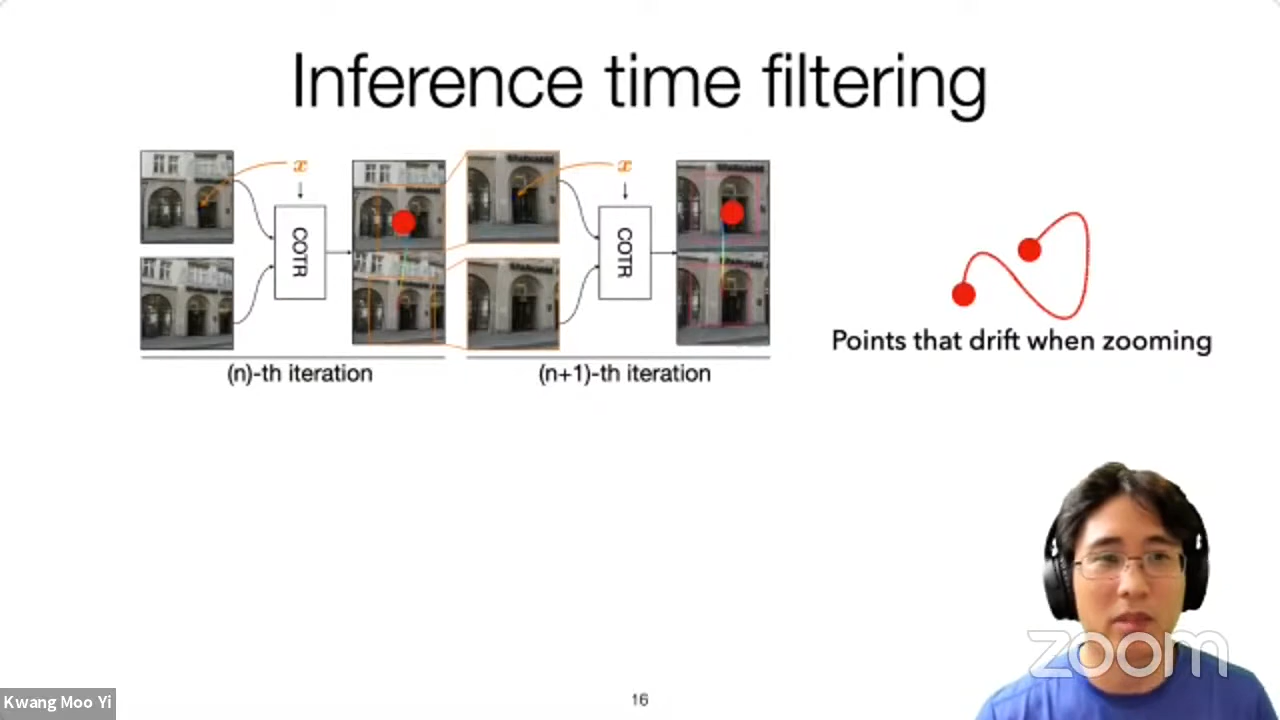 Inference time filtering
x
x
COTR
COTR
Points that drift when zooming
(n)-th iteration
(n+1)-th iteration
zoom
Kwang Moo Yi
16